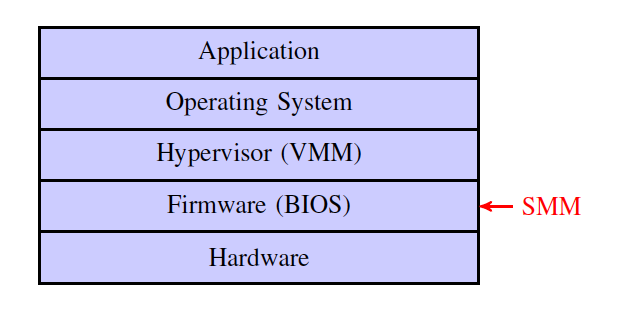 Application
Operating System
Hypervisor (VMM)
Firmware (BIOS)
SMM
Hardware